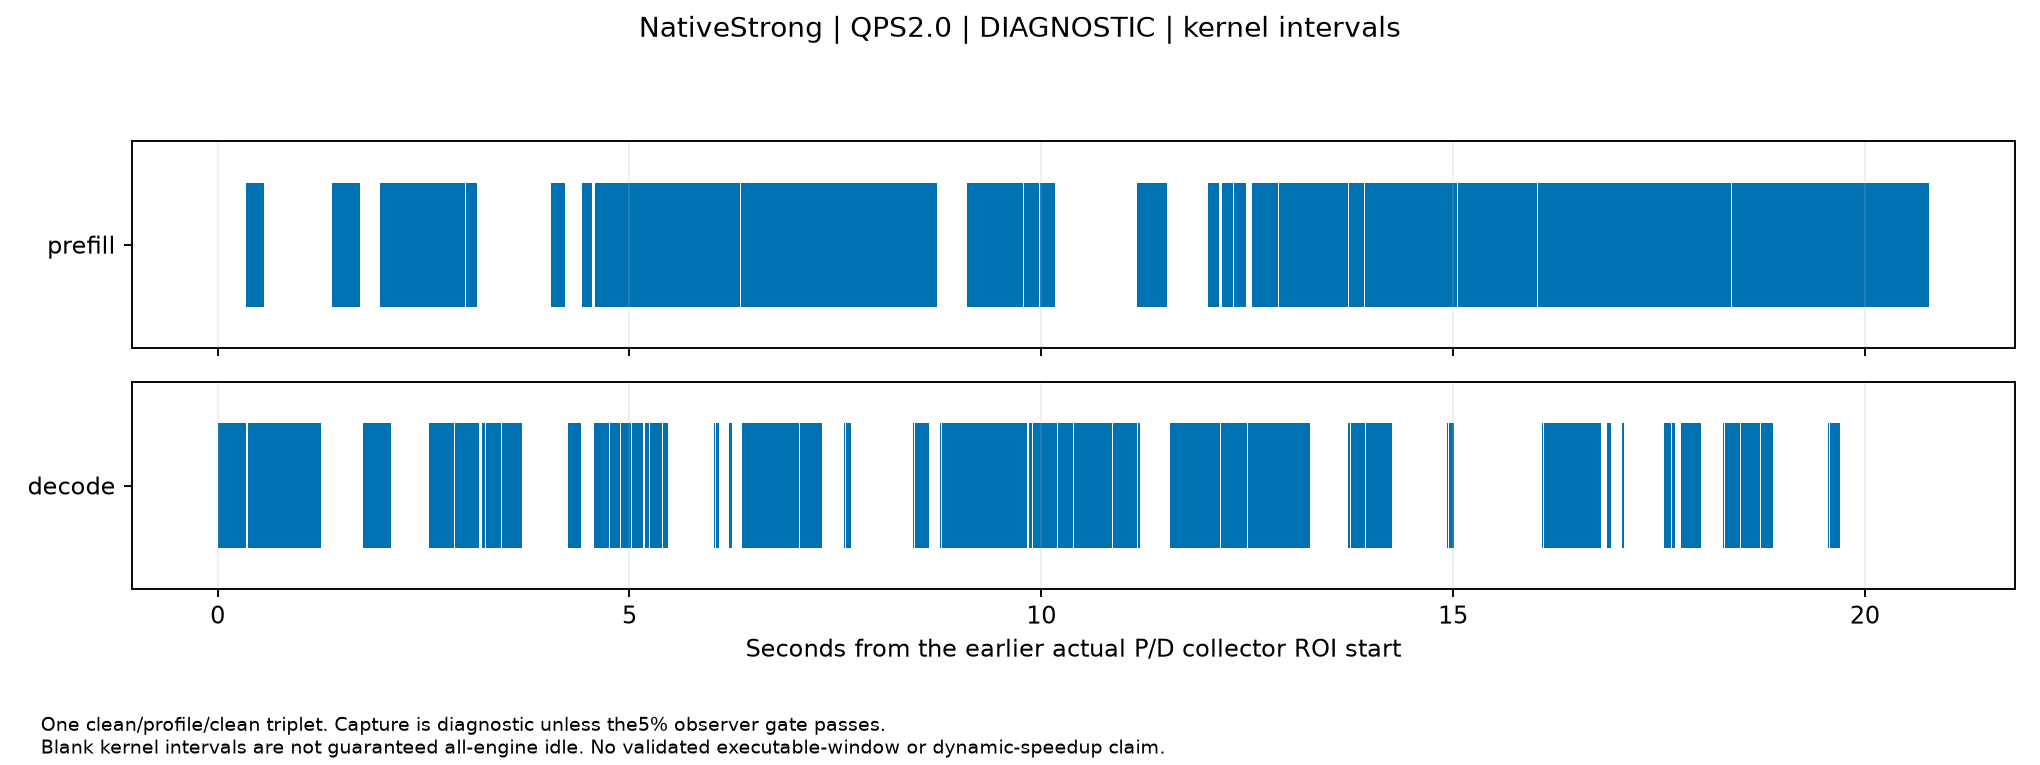 NativeStrong | QPS2.0 | DIAGNOSTIC | kernel intervals
prefill
decode
0 5 10 15 20
Seconds from the earlier actual P/D collector ROI start
One clean/profile/clean triplet. Capture is diagnostic unless the5% observer gate passes.
Blank kernel intervals are not guaranteed all-engine idle. No validated executable-window or dynamic-speedup claim.